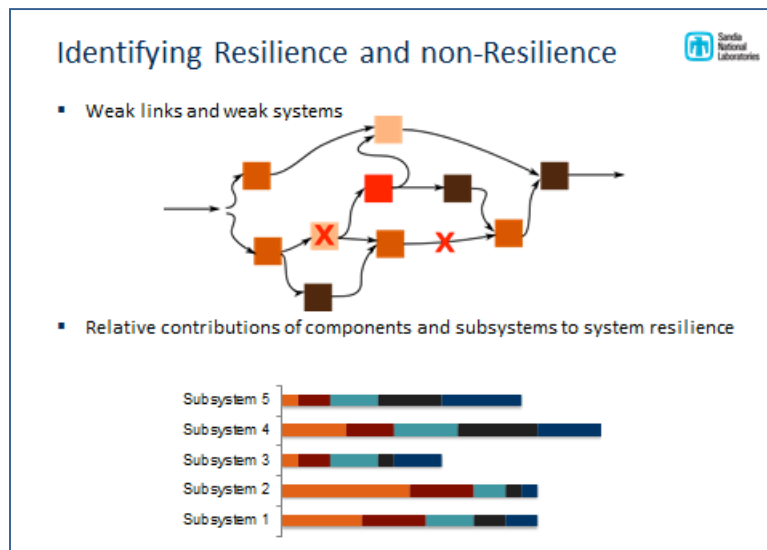 Identifying Resilience and non-Resilience
Sandia
National
Laboratories
Weak links and weak systems
X
X
Relative contributions of components and subsystems to system resilience
Subsystem 5
Subsystem 4
Subsystem 3
Subsystem 2
Subsystem 1